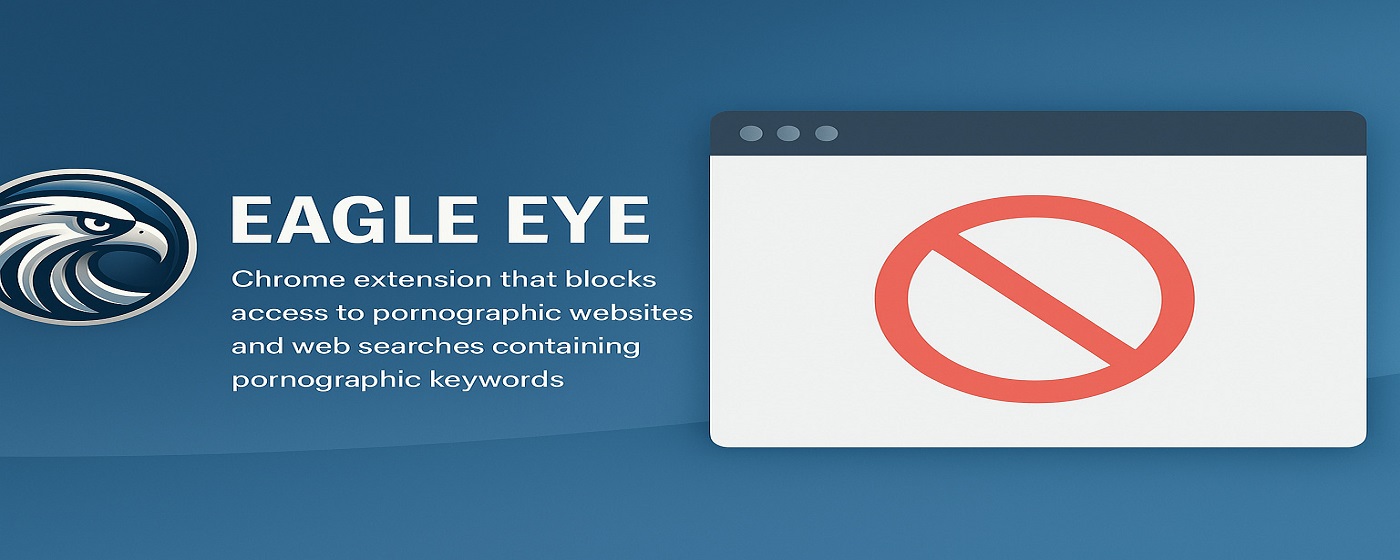 EAGLE EYE
Chrome extension that blocks
access to pornographic websites
and web searches containing
pornographic keywords